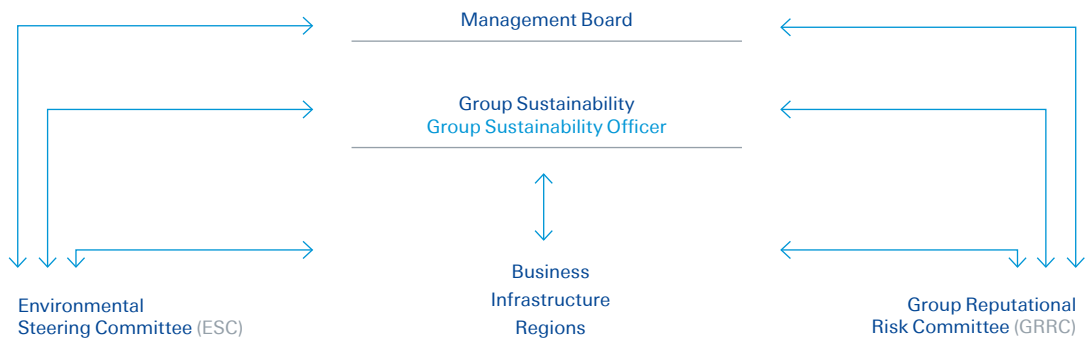 Management Board
Group Sustainability
Group Sustainability Officer
Business
Infrastructure
Regions
Environmental
Steering Committee (ESC)
Group Reputational
Risk Committee (GRRC)